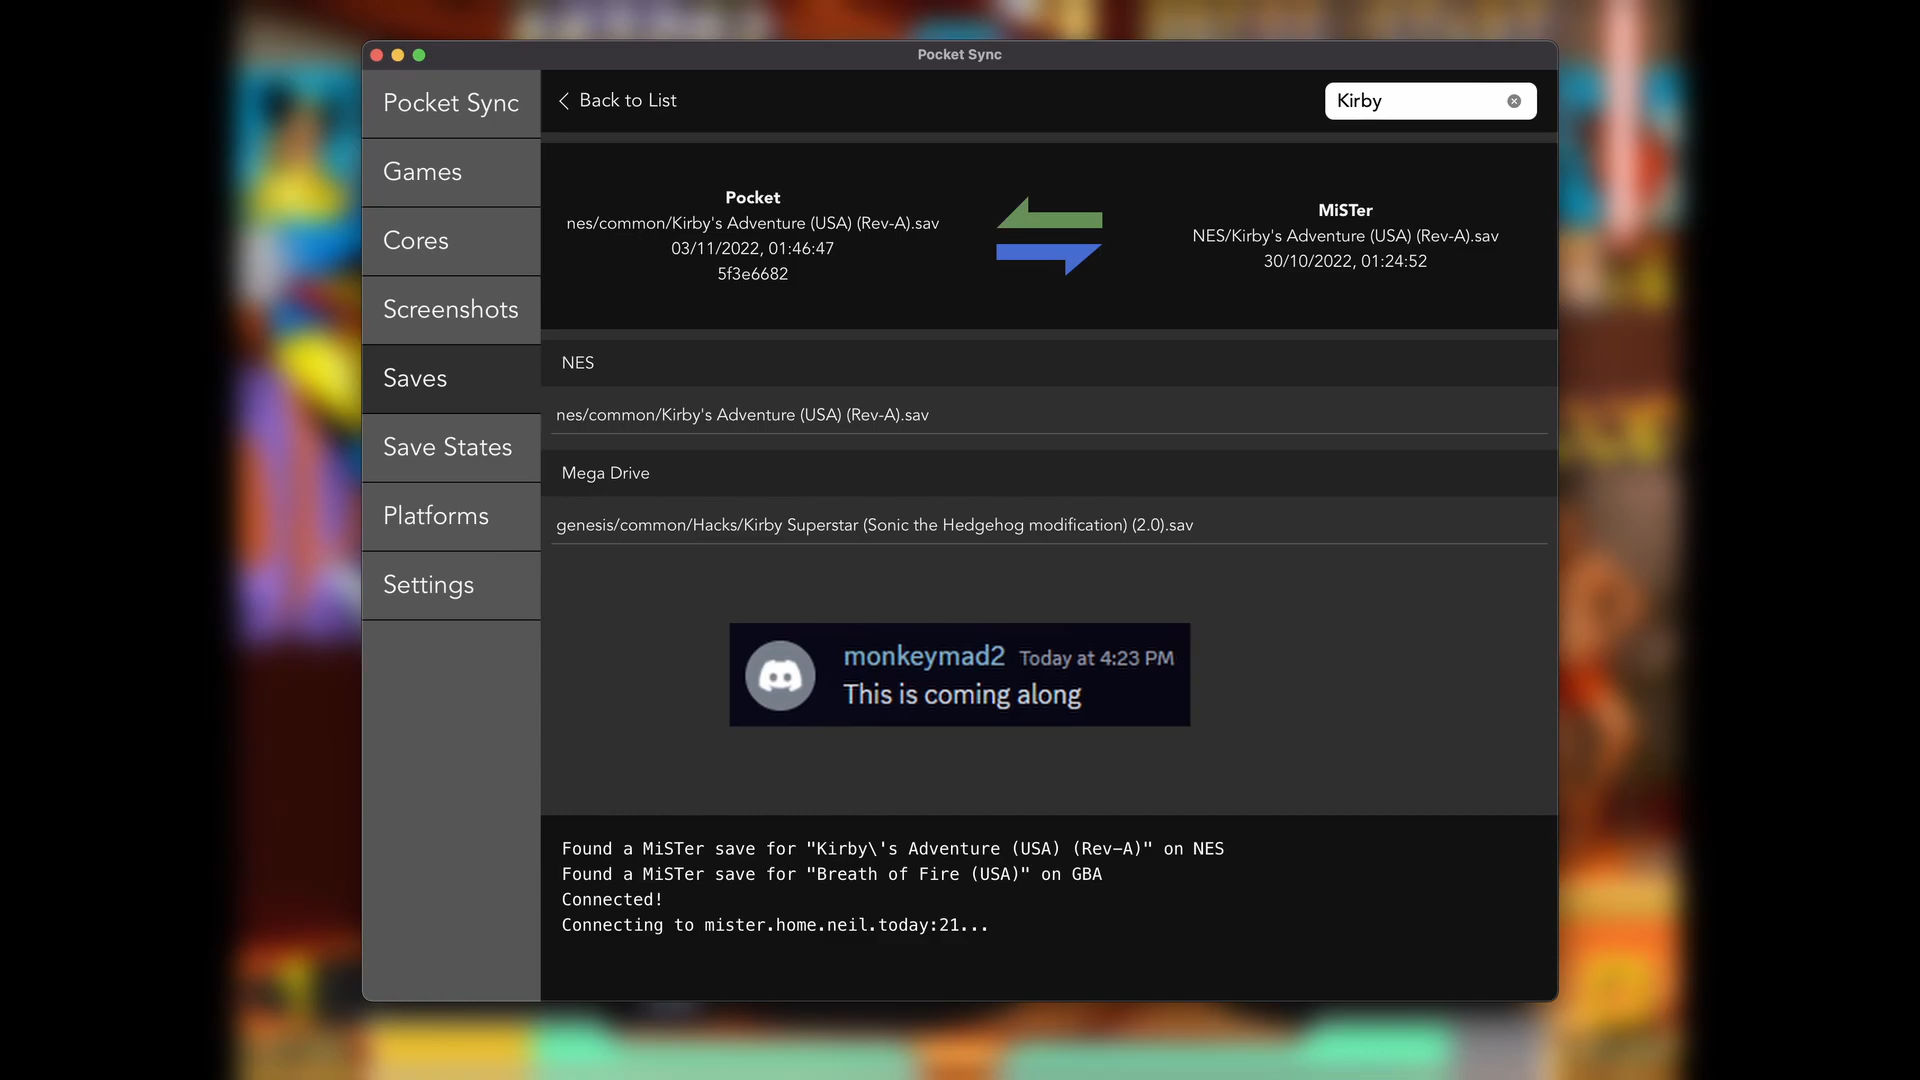 Pocket Sync
Pocket Sync
Games
Cores
Screenshots
Saves
Save States
Platforms
Settings
Back to List
Kirby
Pocket
nes/common/Kirby's Adventure (USA) (Rev-A).sav
03/11/2022, 01:46:47
5f3e6682
MiSTer
NES/Kirby's Adventure (USA) (Rev-A).sav
30/10/2022, 01:24:52
NES
nes/common/Kirby's Adventure (USA) (Rev-A).sav
Mega Drive
genesis/common/Hacks/Kirby Superstar (Sonic the Hedgehog modification) (2.0).sav
monkeymad2 Today at 4:23 PM
This is coming along
Found a MiSTer save for "Kirby\'s Adventure (USA) (Rev-A)" on NES
Found a MiSTer save for "Breath of Fire (USA)" on GBA
Connected!
Connecting to mister.home.neil.today:21...